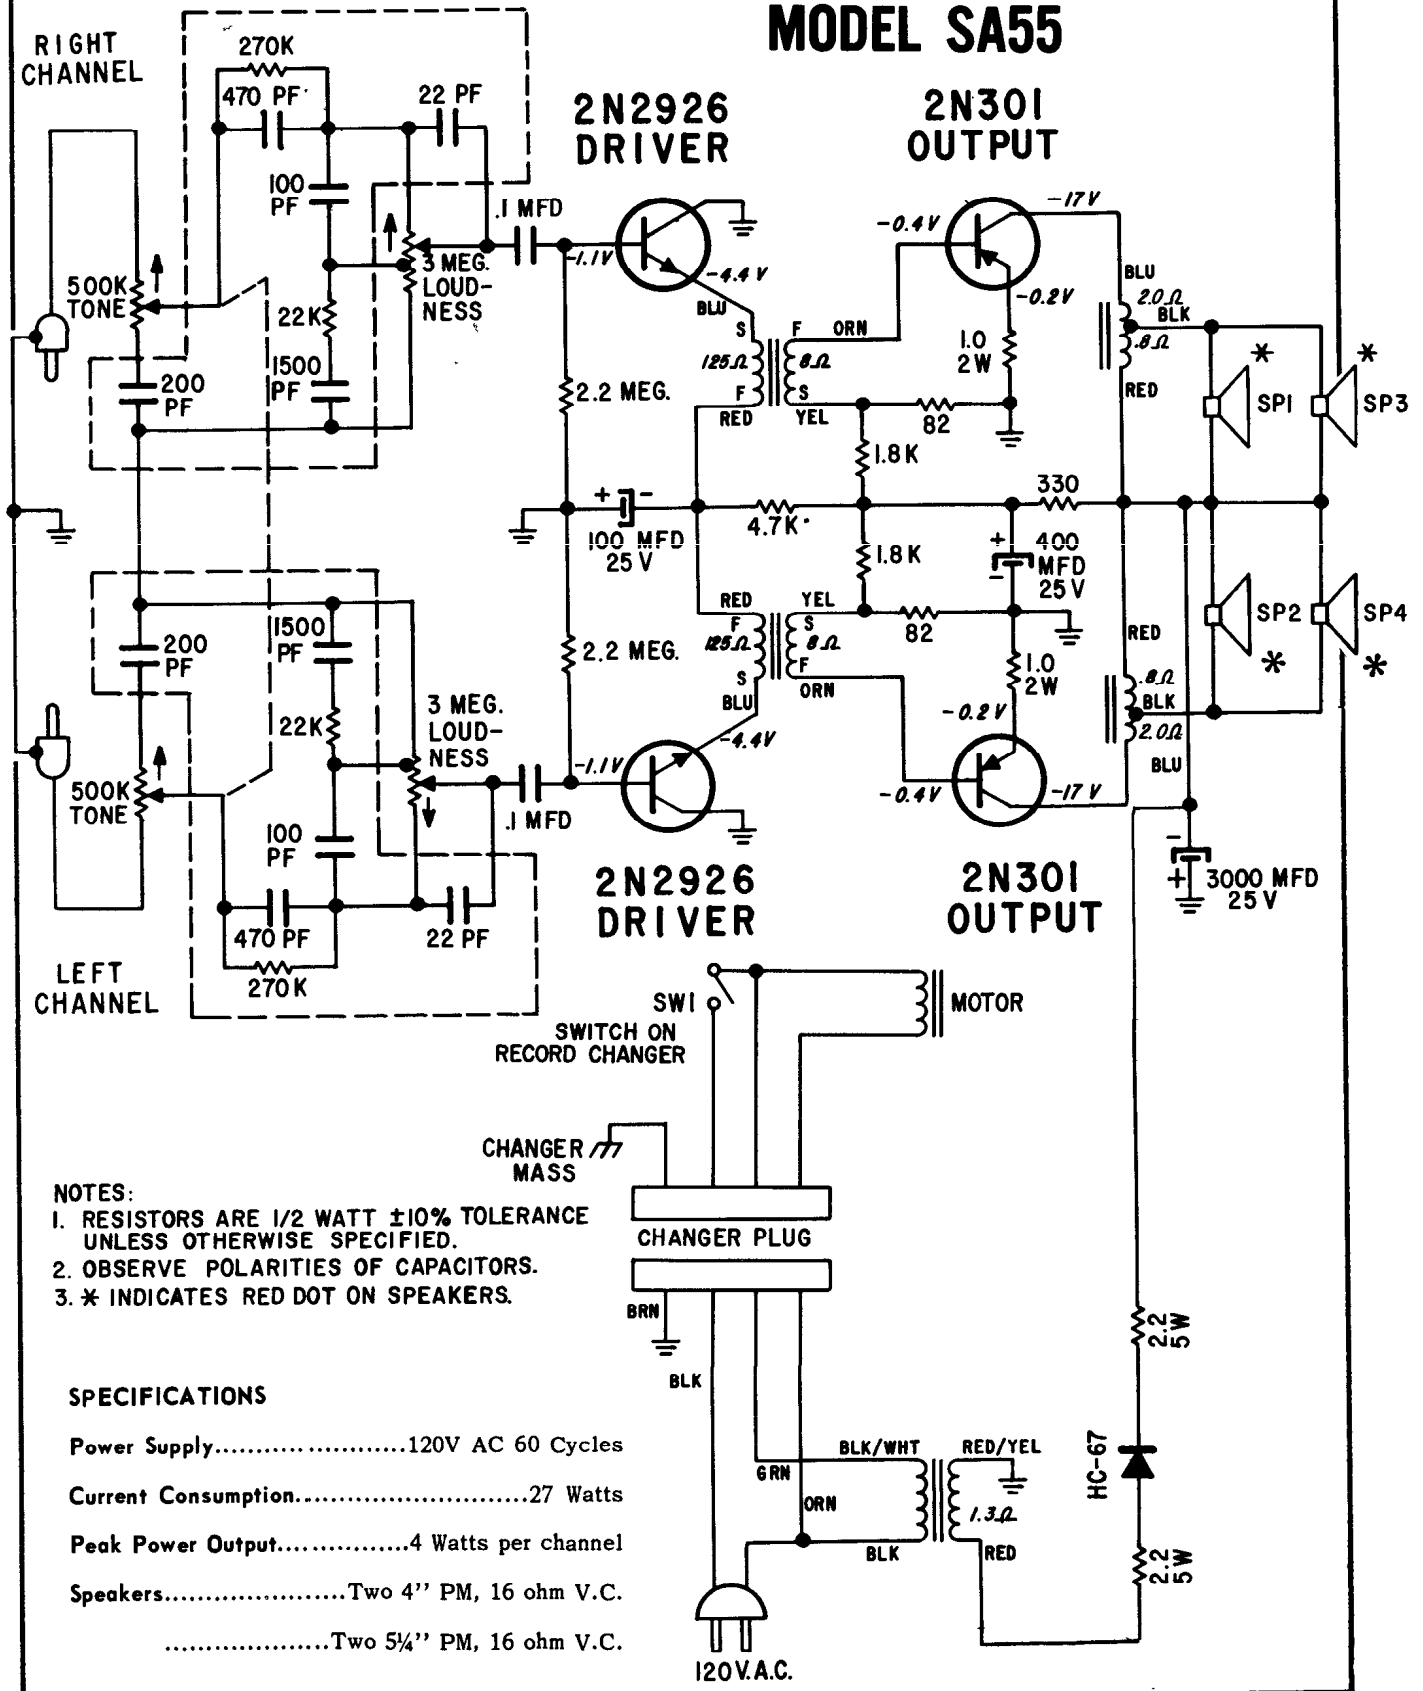 MODEL SA55
RIGHT
CHANNEL
270K
470 PF
22 PF
2N2926
DRIVER
2N301
OUTPUT
100
PF
.1 MFD
-1.1V
-4.4V
BLU
-0.4V
-17V
-0.2V
BLU
2.0Ω
BLK
.8Ω
RED
500K
TONE
3 MEG.
LOUD-
NESS
22K
1500
PF
200
PF
S
F
ORN
125Ω
8Ω
F
S
RED
YEL
1.0
2W
82
2.2 MEG.
1.8K
SP1
*
SP3
*
+
-
100 MFD
25V
4.7K
330
1.8K
+
400
MFD
-
25V
RED
YEL
F
S
125Ω
8Ω
S
F
BLU
ORN
82
1.0
2W
RED
.8Ω
BLK
2.0Ω
BLU
SP2
*
SP4
*
200
PF
1500
PF
22K
2.2 MEG.
3 MEG.
LOUD-
NESS
500K
TONE
100
PF
-1.1V
-4.4V
.1 MFD
-0.2V
-0.4V
-17V
-
+
3000 MFD
25V
470 PF
22 PF
270K
LEFT
CHANNEL
2N2926
DRIVER
2N301
OUTPUT
SW1
SWITCH ON
RECORD CHANGER
MOTOR
CHANGER
MASS
CHANGER PLUG
NOTES:
1. RESISTORS ARE 1/2 WATT ±10% TOLERANCE
UNLESS OTHERWISE SPECIFIED.
2. OBSERVE POLARITIES OF CAPACITORS.
3. * INDICATES RED DOT ON SPEAKERS.
BRN
BLK
GRN
ORN
BLK/WHT
RED/YEL
1.3Ω
BLK
RED
2.2
5W
HC-67
2.2
5W
120V.A.C.
SPECIFICATIONS
Power Supply........................120V AC 60 Cycles
Current Consumption............................27 Watts
Peak Power Output...............4 Watts per channel
Speakers......................Two 4'' PM, 16 ohm V.C.
....................Two 5¼'' PM, 16 ohm V.C.